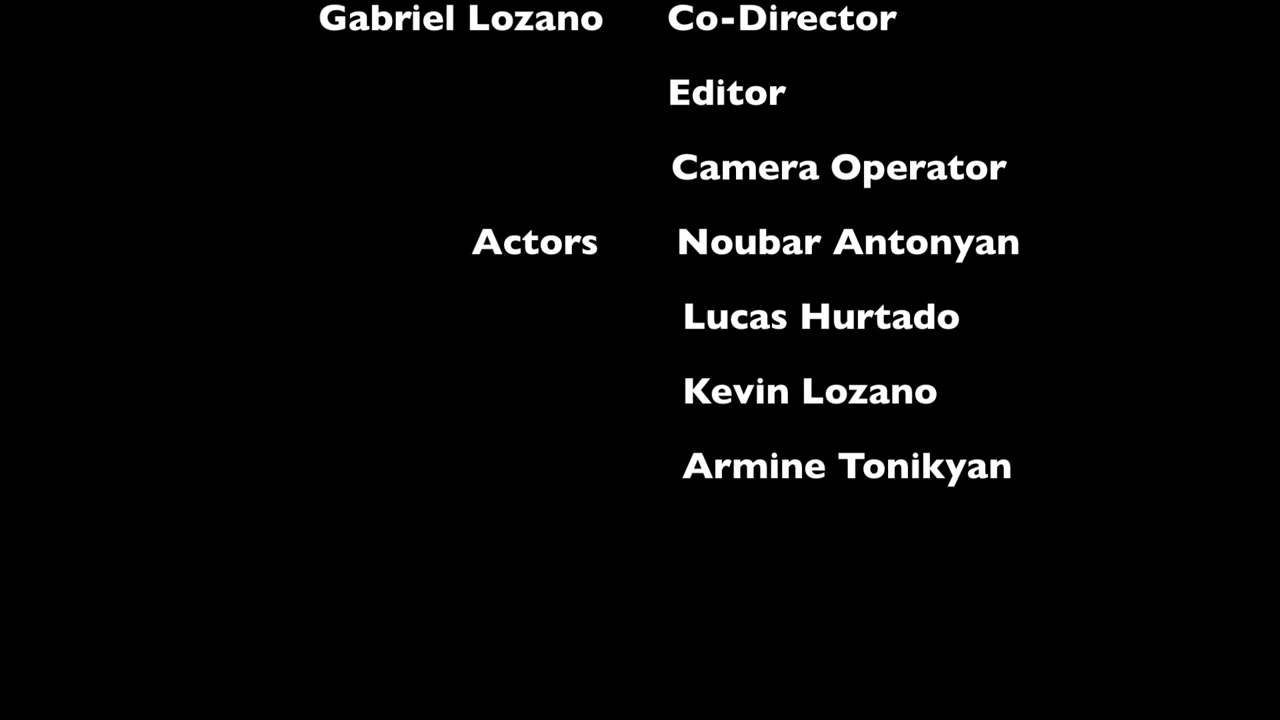 Gabriel Lozano Co-Director
Editor
Camera Operator
Actors Noubar Antonyan
Lucas Hurtado
Kevin Lozano
Armine Tonikyan